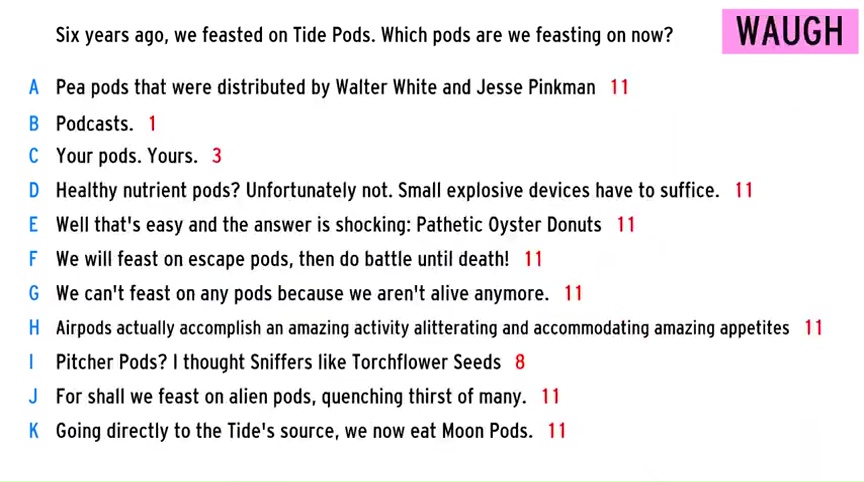 Six years ago, we feasted on Tide Pods. Which pods are we feasting on now?
WAUGH
A Pea pods that were distributed by Walter White and Jesse Pinkman 11
B Podcasts. 1
C Your pods. Yours. 3
D Healthy nutrient pods? Unfortunately not. Small explosive devices have to suffice. 11
E Well that's easy and the answer is shocking: Pathetic Oyster Donuts 11
F We will feast on escape pods, then do battle until death! 11
G We can't feast on any pods because we aren't alive anymore. 11
H Airpods actually accomplish an amazing activity alitterating and accommodating amazing appetites 11
I Pitcher Pods? I thought Sniffers like Torchflower Seeds 8
J For shall we feast on alien pods, quenching thirst of many. 11
K Going directly to the Tide's source, we now eat Moon Pods. 11